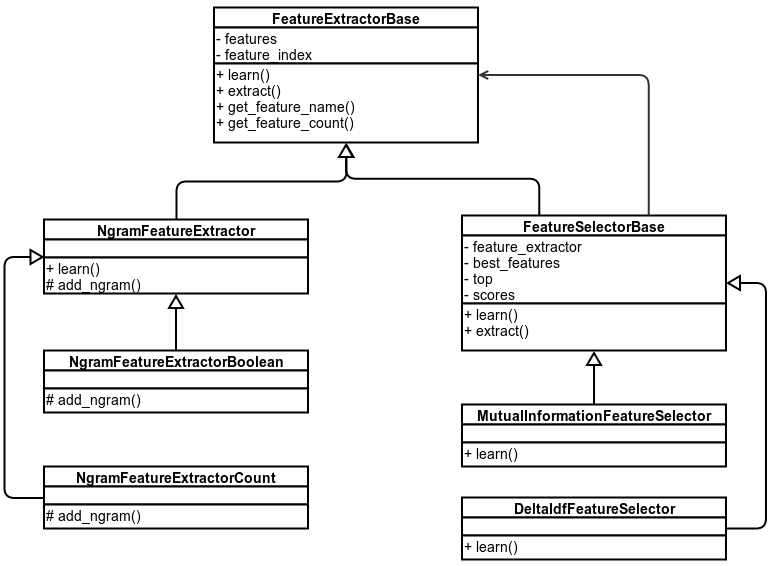 FeatureExtractorBase
- features
- feature_index
+ learn()
+ extract()
+ get_feature_name()
+ get_feature_count()
NgramFeatureExtractor
+ learn()
# add_ngram()
FeatureSelectorBase
- feature_extractor
- best_features
- top
- scores
+ learn()
+ extract()
NgramFeatureExtractorBoolean
# add_ngram()
MutualInformationFeatureSelector
+ learn()
NgramFeatureExtractorCount
# add_ngram()
DeltaIdfFeatureSelector
+ learn()